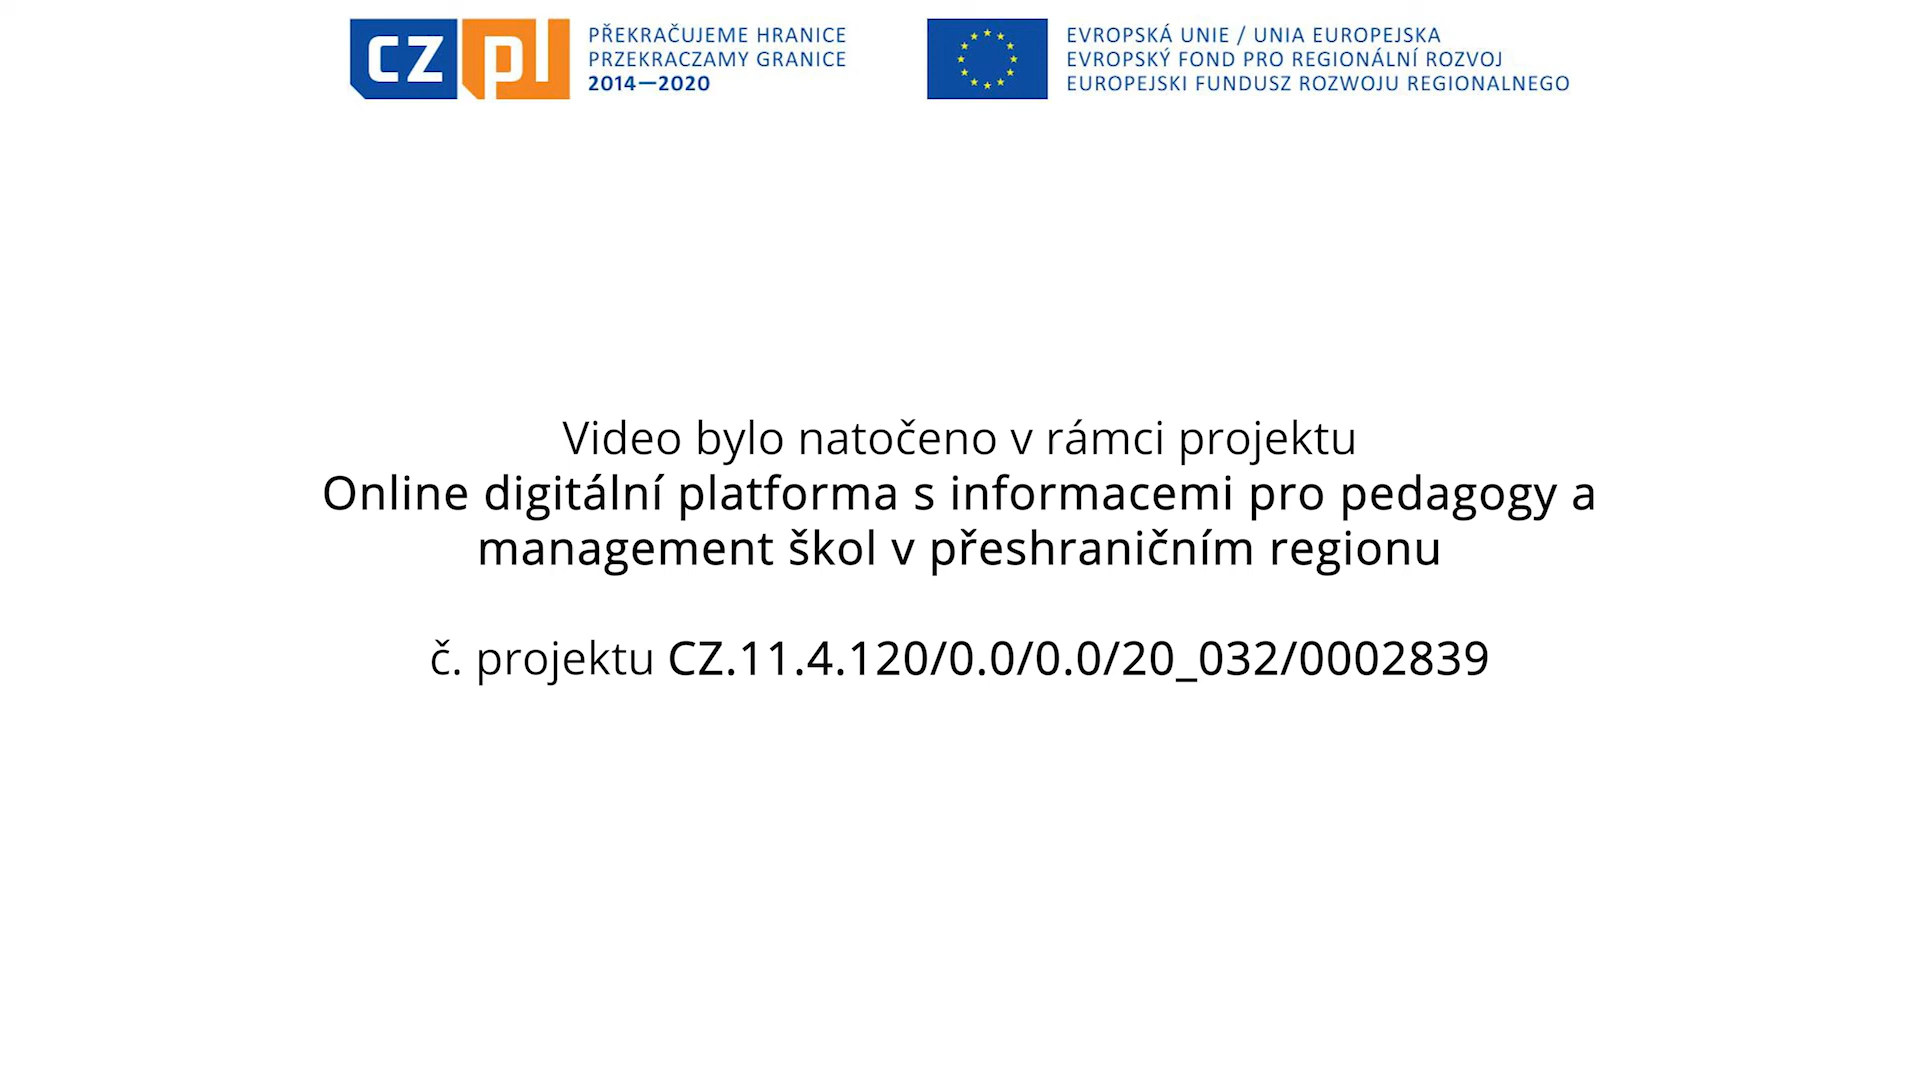 cz pl
PŘEKRAČUJEME HRANICE
PRZEKRACZAMY GRANICE
2014—2020
EVROPSKÁ UNIE / UNIA EUROPEJSKA
EVROPSKÝ FOND PRO REGIONÁLNÍ ROZVOJ
EUROPEJSKI FUNDUSZ ROZWOJU REGIONALNEGO
Video bylo natočeno v rámci projektu
Online digitální platforma s informacemi pro pedagogy a
management škol v přeshraničním regionu
č. projektu CZ.11.4.120/0.0/0.0/20_032/0002839